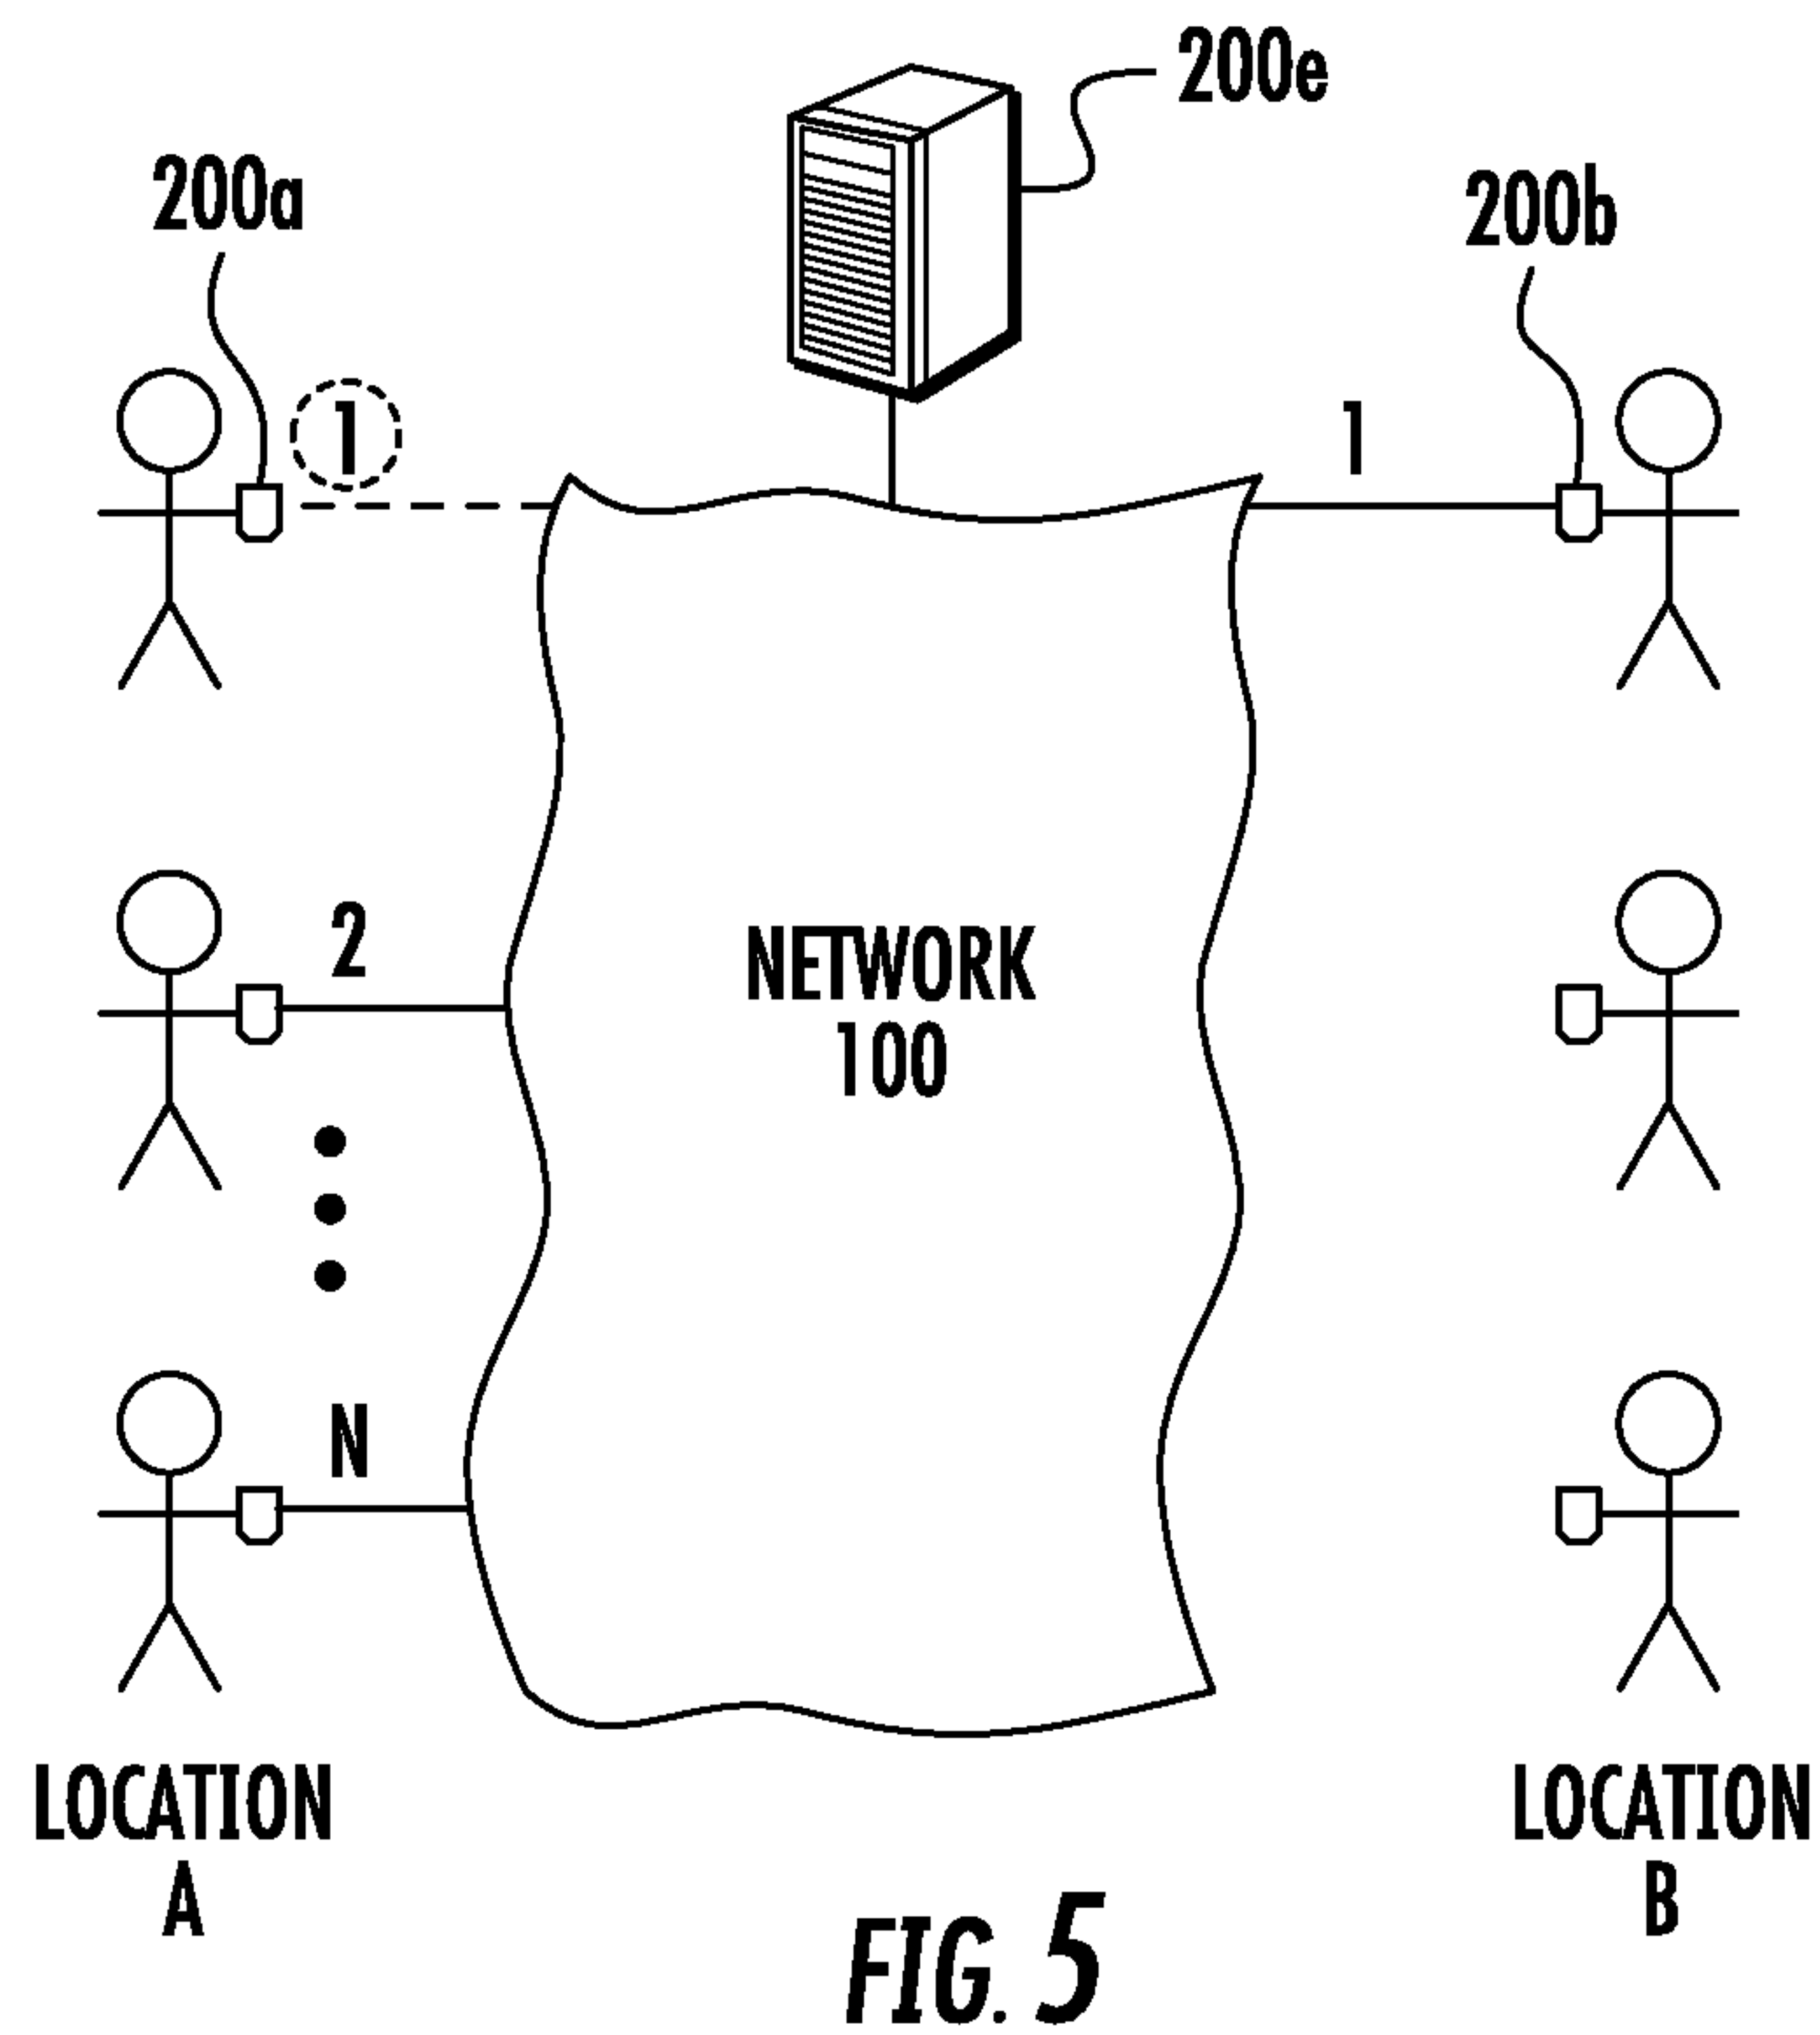 200e
200a
200b
1
1
2
NETWORK
100
N
LOCATION
A
LOCATION
B
FIG. 5